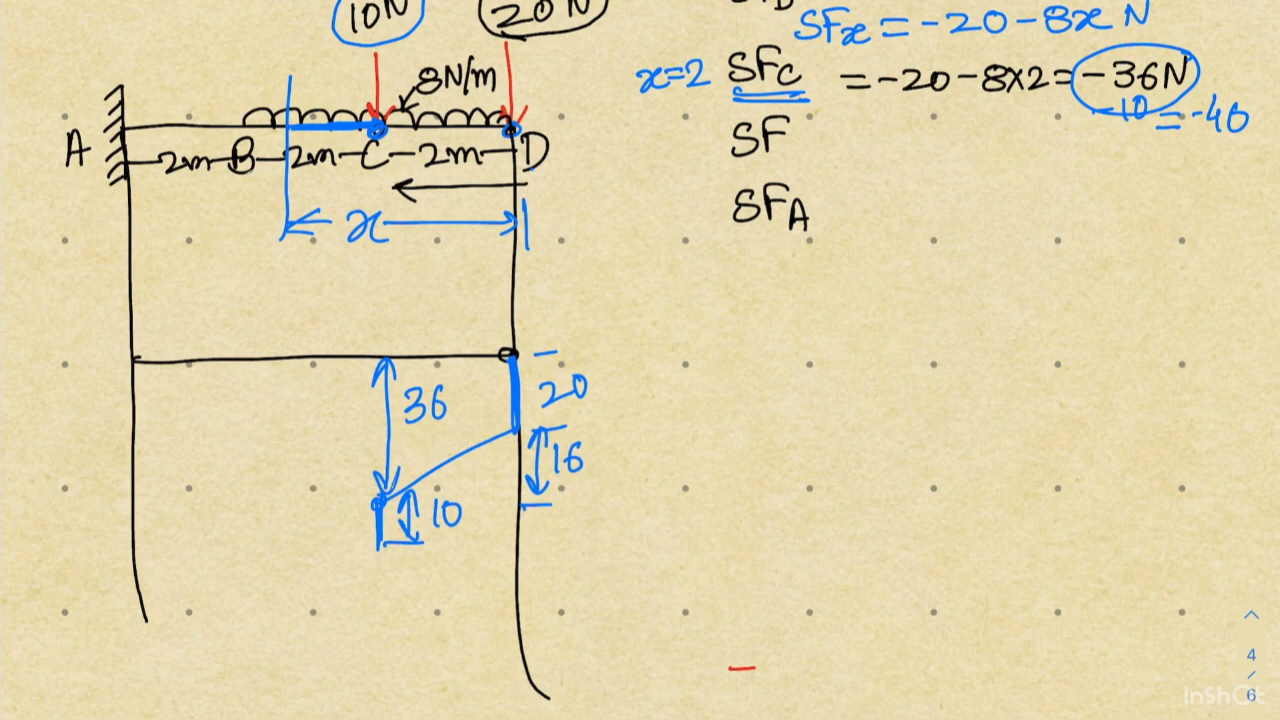 10N
20N
SFx = -20-8x N
8N/m
x=2 SFC = -20-8x2 = -36N
-10 = -40
A 2m B 2m C 2m D
SF
SFA
x
20
36
16
10
4
6
InShOt